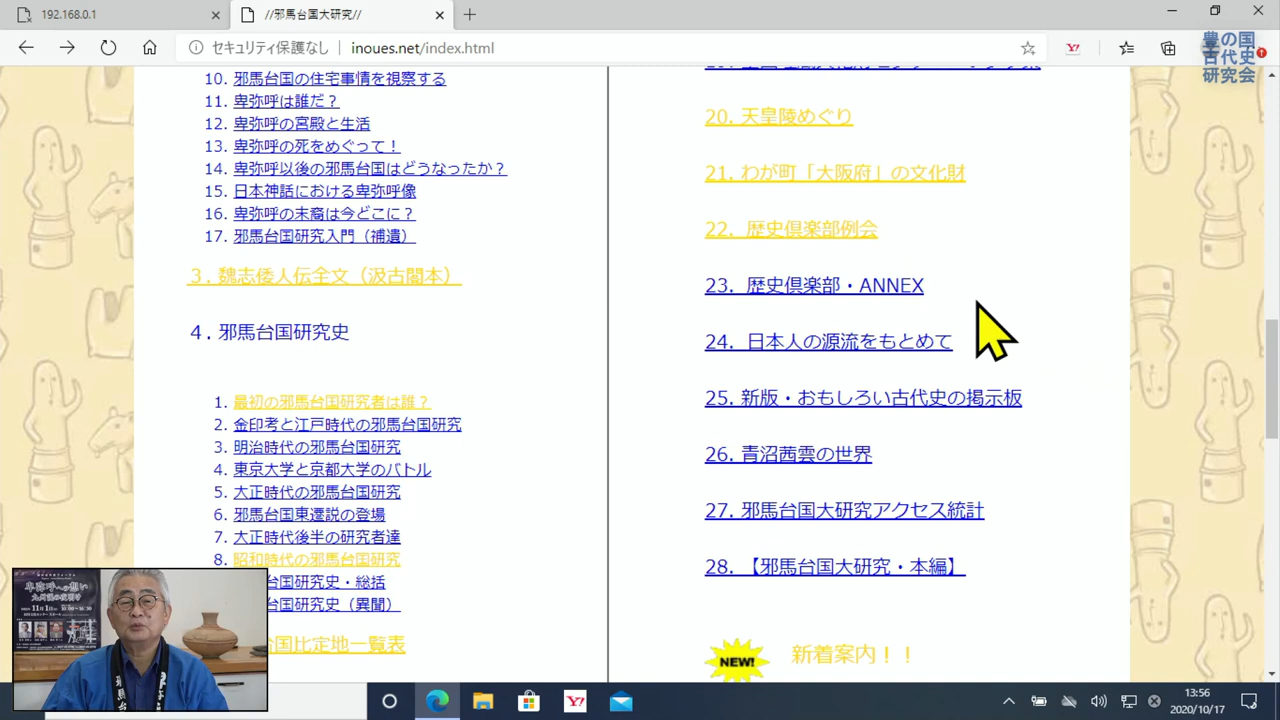 192.168.0.1
//邪馬台国大研究//
セキュリティ保護なし
inoues.net/index.html
豊の国
古代史
研究会
10. 邪馬台国の住宅事情を視察する
11. 卑弥呼は誰だ？
12. 卑弥呼の宮殿と生活
13. 卑弥呼の死をめぐって！
14. 卑弥呼以後の邪馬台国はどうなったか？
15. 日本神話における卑弥呼像
16. 卑弥呼の末裔は今どこに？
17. 邪馬台国研究入門（補遺）
３. 魏志倭人伝全文（汲古閣本）
４. 邪馬台国研究史
1. 最初の邪馬台国研究者は誰？
2. 金印考と江戸時代の邪馬台国研究
3. 明治時代の邪馬台国研究
4. 東京大学と京都大学のバトル
5. 大正時代の邪馬台国研究
6. 邪馬台国東遷説の登場
7. 大正時代後半の研究者達
8. 昭和時代の邪馬台国研究
台国研究史・総括
台国研究史（異聞）
台国比定地一覧表
20. 天皇陵めぐり
21. わが町「大阪府」の文化財
22. 歴史倶楽部例会
23. 歴史倶楽部・ANNEX
24. 日本人の源流をもとめて
25. 新版・おもしろい古代史の掲示板
26. 青沼茜雲の世界
27. 邪馬台国大研究アクセス統計
28. 【邪馬台国大研究・本編】
NEW!
新着案内！！
卑弥呼への想い
11月1日
13:56
2020/10/17